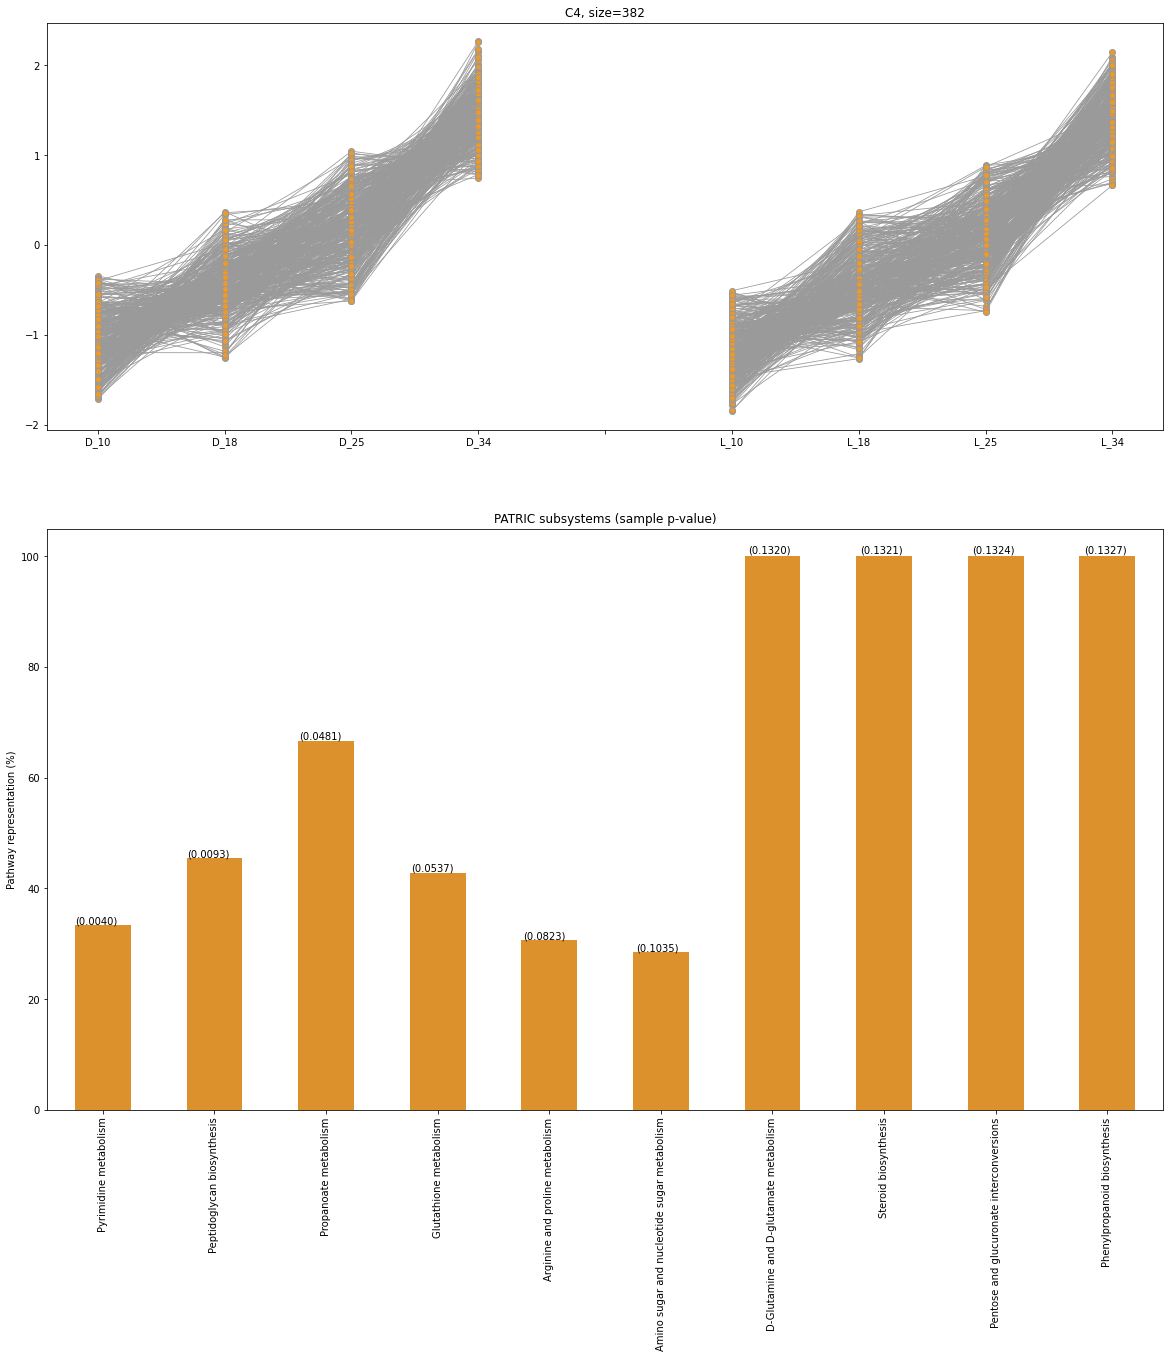 C4, size=382
2
1
0
−1
−2
D_10
D_18
D_25
D_34
L_10
L_18
L_25
L_34
PATRIC subsystems (sample p-value)
Pathway representation (%)
100
80
60
40
20
0
(0.0040)
(0.0093)
(0.0481)
(0.0537)
(0.0823)
(0.1035)
(0.1320)
(0.1321)
(0.1324)
(0.1327)
Pyrimidine metabolism
Peptidoglycan biosynthesis
Propanoate metabolism
Glutathione metabolism
Arginine and proline metabolism
Amino sugar and nucleotide sugar metabolism
D-Glutamine and D-glutamate metabolism
Steroid biosynthesis
Pentose and glucuronate interconversions
Phenylpropanoid biosynthesis